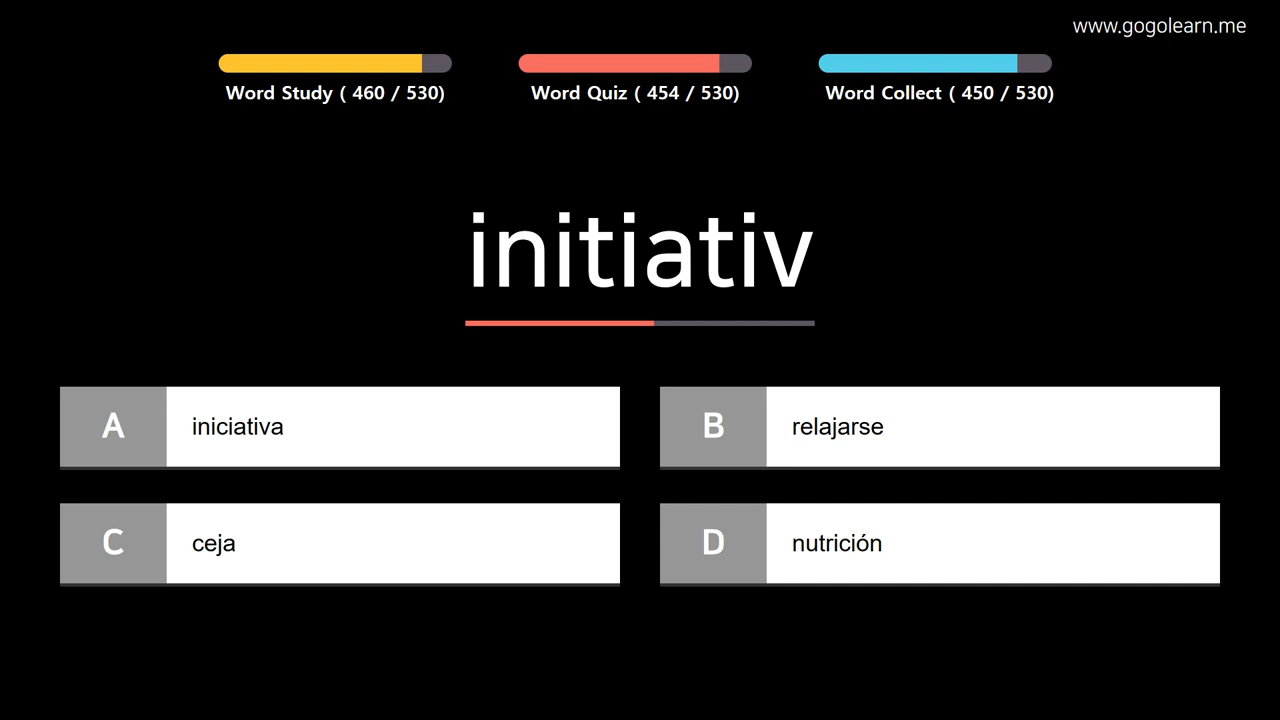 www.gogolearn.me
Word Study ( 460 / 530)
Word Quiz ( 454 / 530)
Word Collect ( 450 / 530)
initiativ
A iniciativa
B relajarse
C ceja
D nutrición